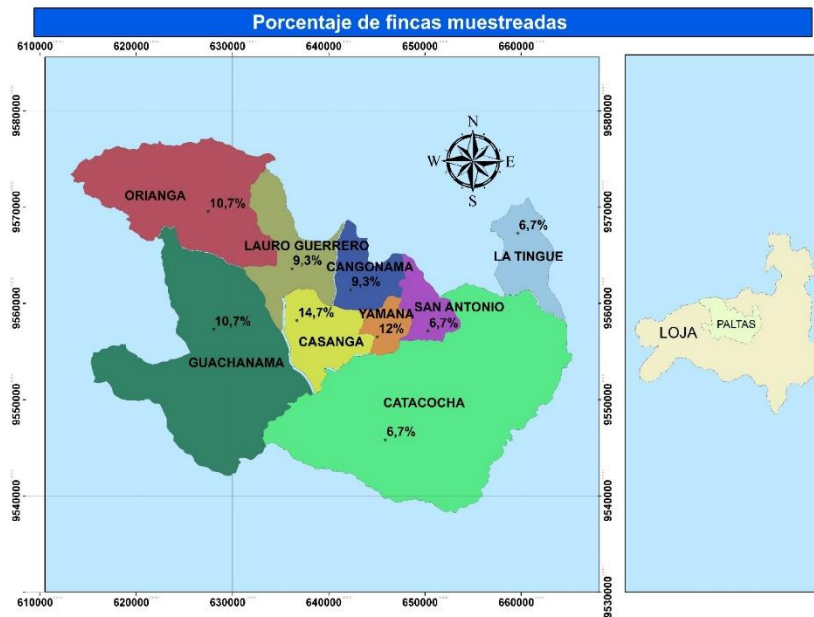 Porcentaje de fincas muestreadas
610000 620000 630000 640000 650000 660000
9580000 9580000
N
W E
S
ORIANGA
10,7%
9570000 9570000
6,7%
LAURO GUERRERO
9,3%
LA TINGUE
CANGONAMA
9,3%
9560000 9560000
10,7%
14,7%
YAMANA
12%
SAN ANTONIO
6,7%
CASANGA
GUACHANAMA
LOJA
PALTAS
9550000 9550000
CATACOCHA
6,7%
9540000 9540000
9530000
610000 620000 630000 640000 650000 660000